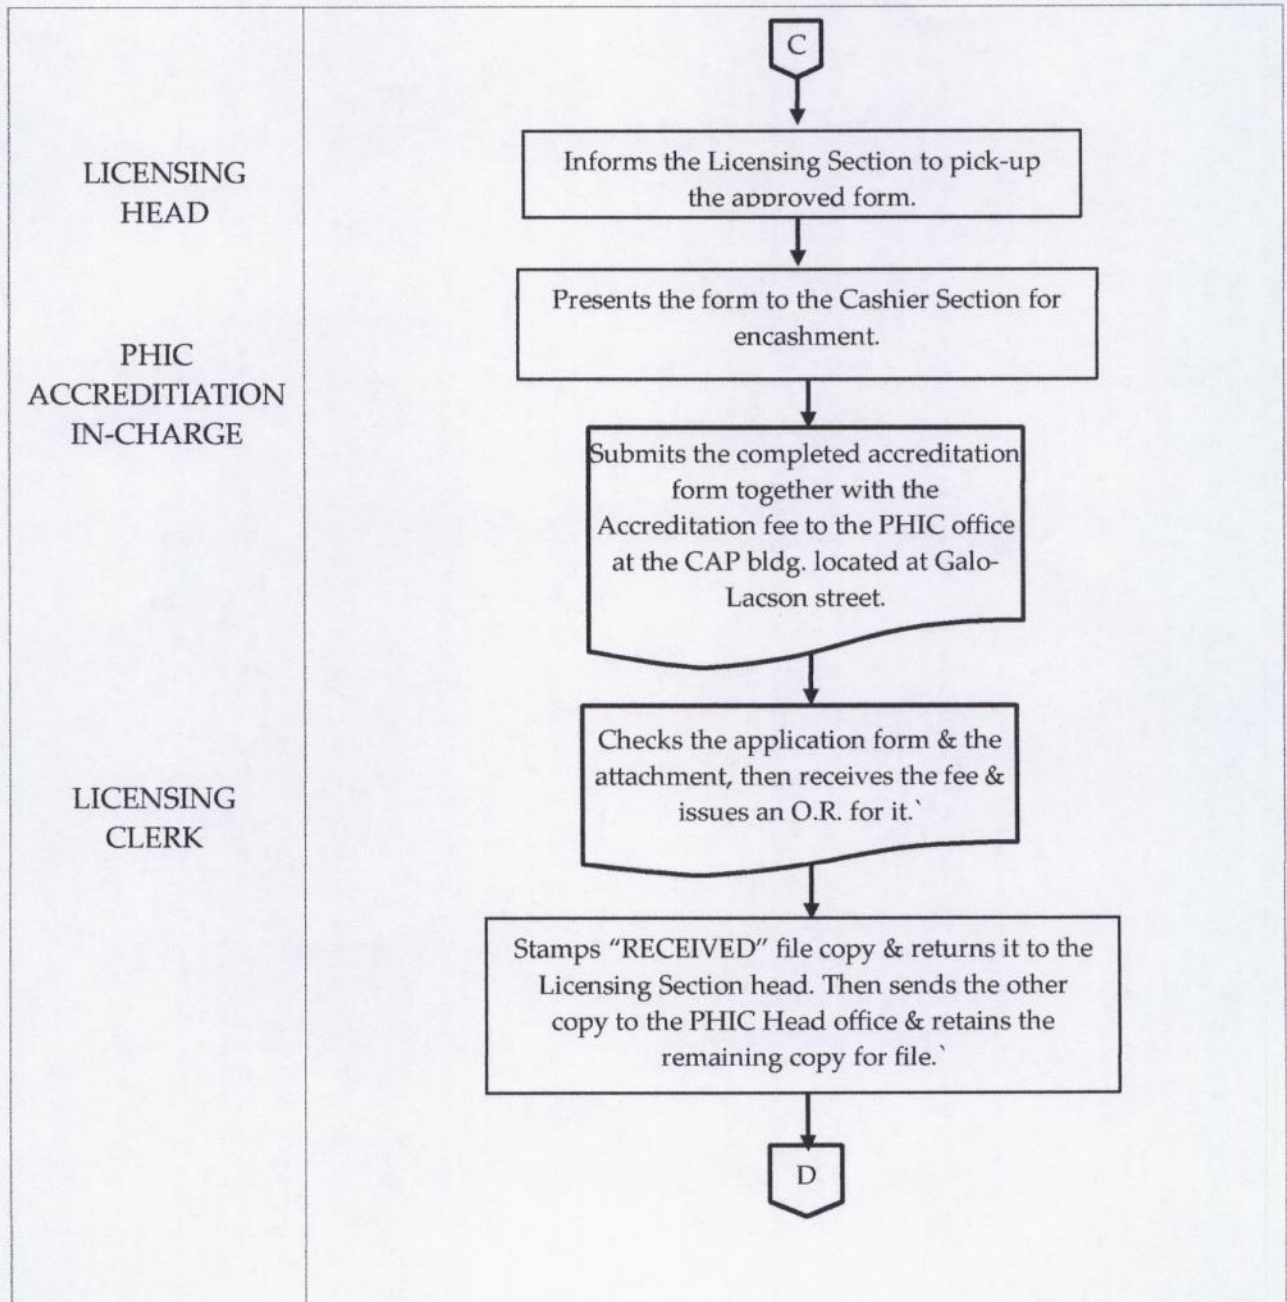 C
LICENSING
HEAD
Informs the Licensing Section to pick-up
the approved form.
PHIC
ACCREDITIATION
IN-CHARGE
Presents the form to the Cashier Section for
encashment.
Submits the completed accreditation
form together with the
Accreditation fee to the PHIC office
at the CAP bldg. located at Galo-
Lacson street.
LICENSING
CLERK
Checks the application form & the
attachment, then receives the fee &
issues an O.R. for it.`
Stamps “RECEIVED” file copy & returns it to the
Licensing Section head. Then sends the other
copy to the PHIC Head office & retains the
remaining copy for file.`
D